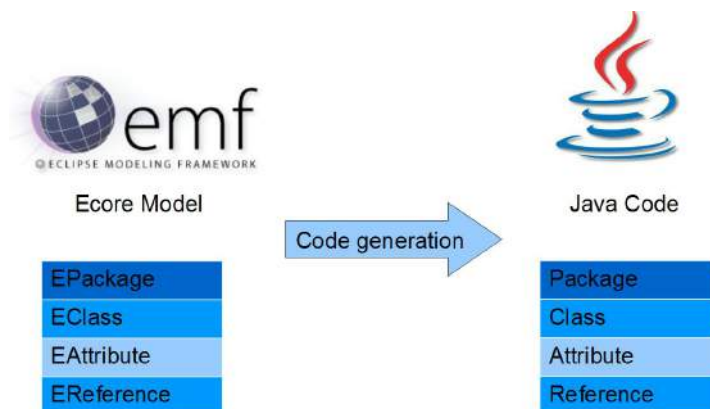 emf
ECLIPSE MODELING FRAMEWORK
Ecore Model
Java Code
Code generation
EPackage
EClass
EAttribute
EReference
Package
Class
Attribute
Reference